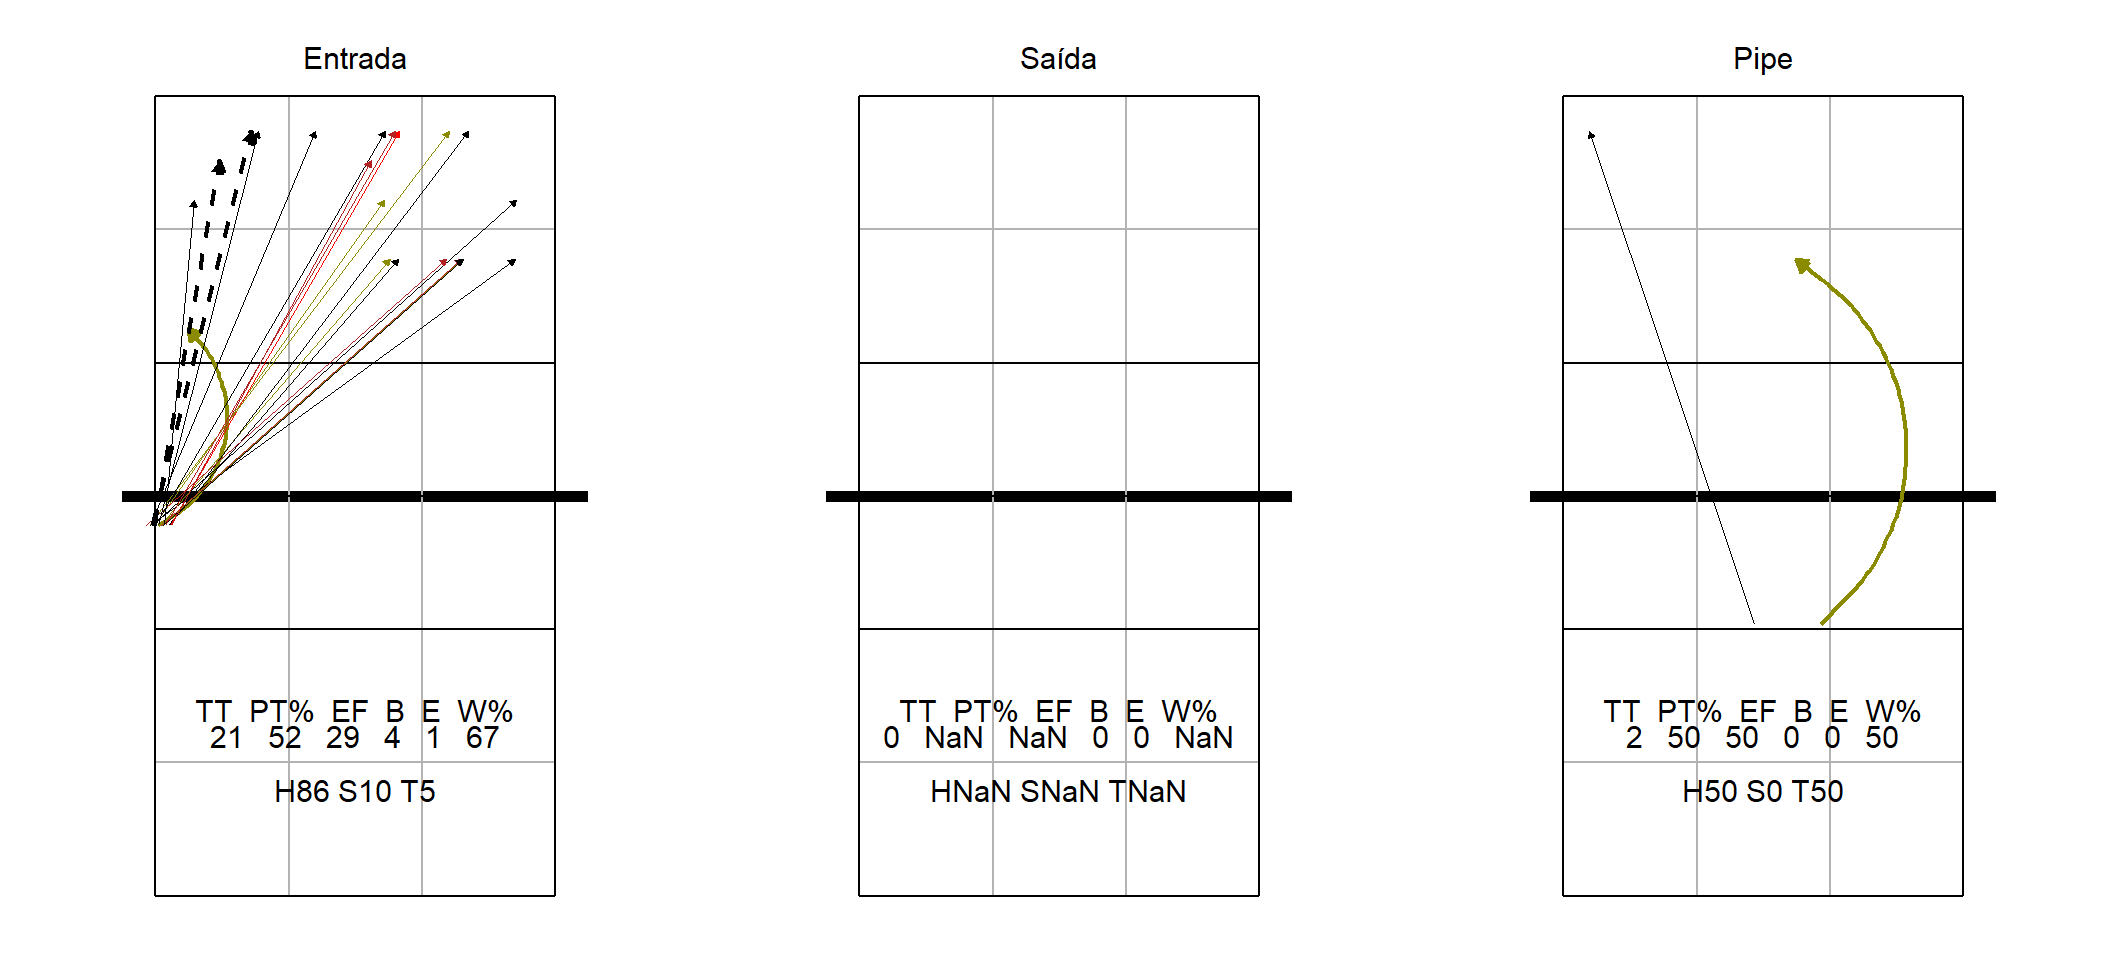 Entrada
TT PT% EF B E W%
21 52 29 4 1 67
H86 S10 T5
Saída
TT PT% EF B E W%
0 NaN NaN 0 0 NaN
HNaN SNaN TNaN
Pipe
TT PT% EF B E W%
2 50 50 0 0 50
H50 S0 T50